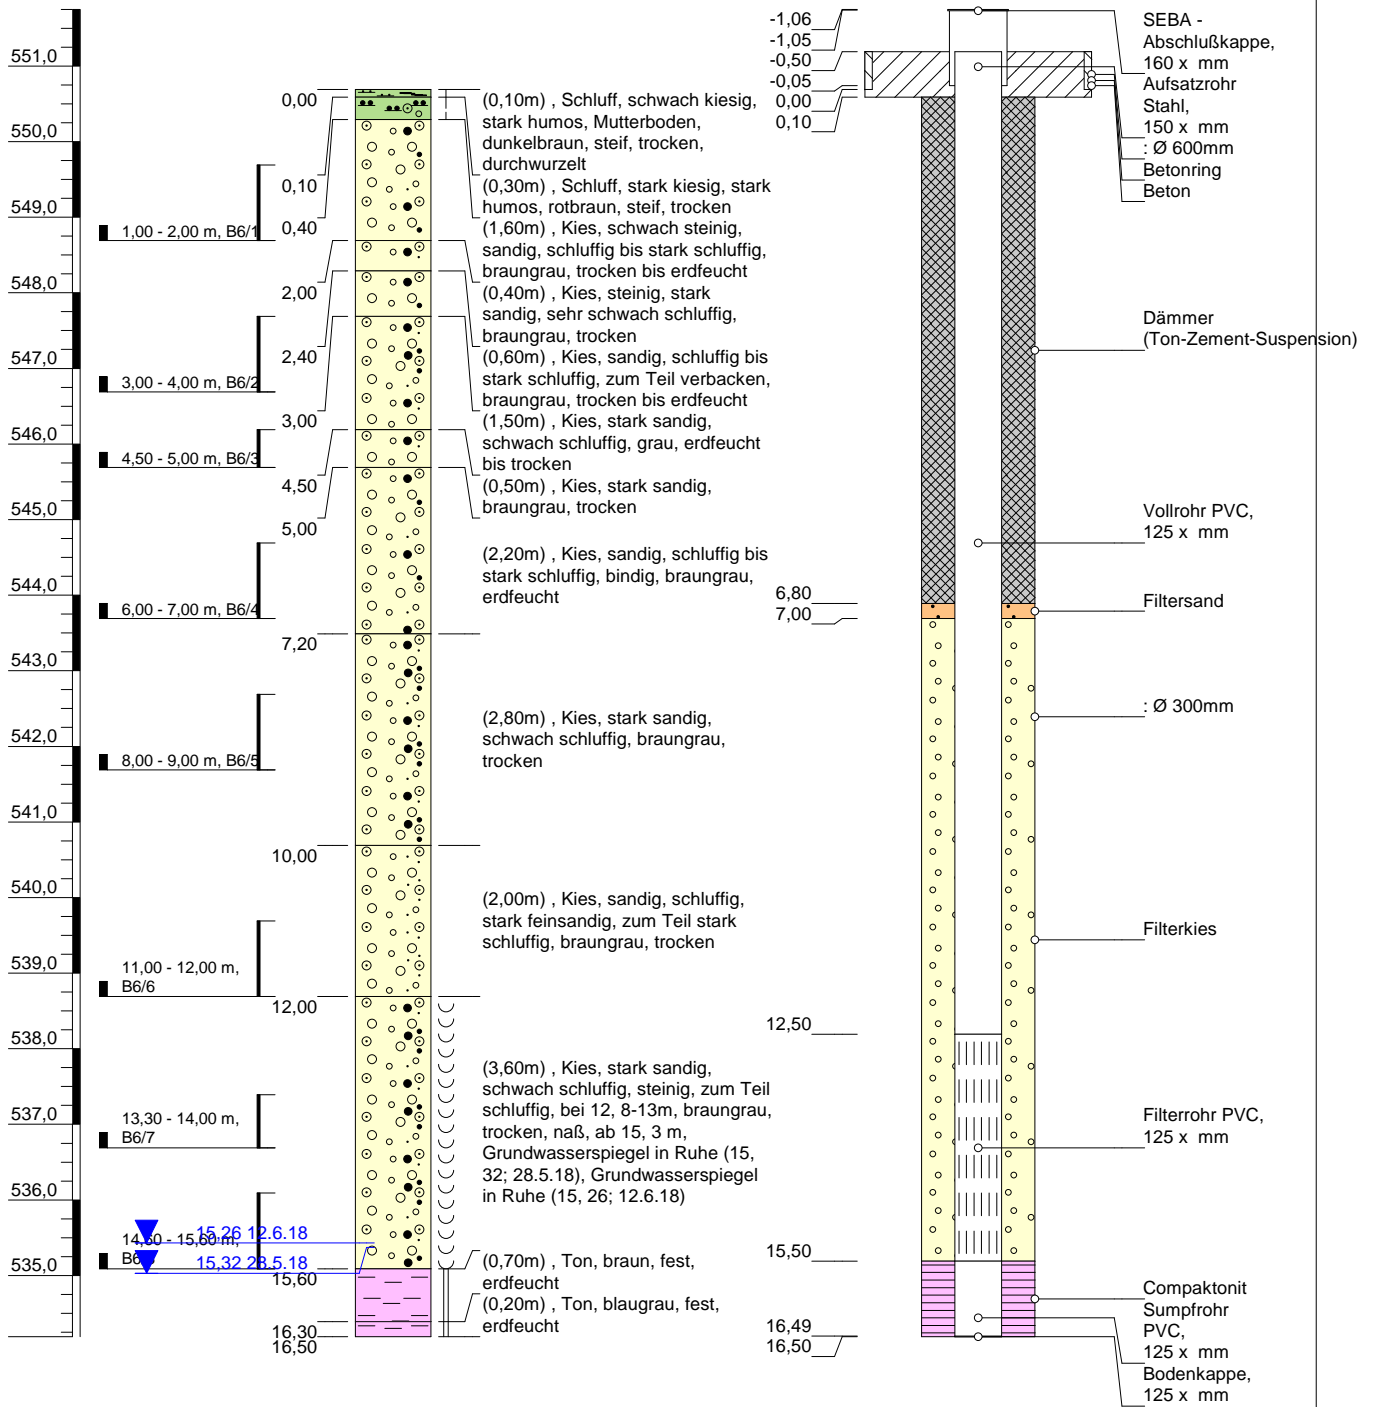 551,0
550,0
549,0
548,0
547,0
546,0
545,0
544,0
543,0
542,0
541,0
540,0
539,0
538,0
537,0
536,0
535,0
1,00 - 2,00 m, B6/1
3,00 - 4,00 m, B6/2
4,50 - 5,00 m, B6/3
6,00 - 7,00 m, B6/4
8,00 - 9,00 m, B6/5
11,00 - 12,00 m,
B6/6
13,30 - 14,00 m,
B6/7
14,60 - 15,60 m,
15,26 12.6.18
15,32 28.5.18
0,00
0,10
0,40
2,00
2,40
3,00
4,50
5,00
7,20
10,00
12,00
15,60
16,30
16,50
(0,10m) , Schluff, schwach kiesig,
stark humos, Mutterboden,
dunkelbraun, steif, trocken,
durchwurzelt
(0,30m) , Schluff, stark kiesig, stark
humos, rotbraun, steif, trocken
(1,60m) , Kies, schwach steinig,
sandig, schluffig bis stark schluffig,
braungrau, trocken bis erdfeucht
(0,40m) , Kies, steinig, stark
sandig, sehr schwach schluffig,
braungrau, trocken
(0,60m) , Kies, sandig, schluffig bis
stark schluffig, zum Teil verbacken,
braungrau, trocken bis erdfeucht
(1,50m) , Kies, stark sandig,
schwach schluffig, grau, erdfeucht
bis trocken
(0,50m) , Kies, stark sandig,
braungrau, trocken
(2,20m) , Kies, sandig, schluffig bis
stark schluffig, bindig, braungrau,
erdfeucht
(2,80m) , Kies, stark sandig,
schwach schluffig, braungrau,
trocken
(2,00m) , Kies, sandig, schluffig,
stark feinsandig, zum Teil stark
schluffig, braungrau, trocken
(3,60m) , Kies, stark sandig,
schwach schluffig, steinig, zum Teil
schluffig, bei 12, 8-13m, braungrau,
trocken, naß, ab 15, 3 m,
Grundwasserspiegel in Ruhe (15,
32; 28.5.18), Grundwasserspiegel
in Ruhe (15, 26; 12.6.18)
(0,70m) , Ton, braun, fest,
erdfeucht
(0,20m) , Ton, blaugrau, fest,
erdfeucht
-1,06
-1,05
-0,50
-0,05
0,00
0,10
6,80
7,00
12,50
15,50
16,49
16,50
SEBA -
Abschlußkappe,
160 x  mm
Aufsatzrohr
Stahl,
150 x  mm
: Ø 600mm
Betonring
Beton
Dämmer
(Ton-Zement-Suspension)
Vollrohr PVC,
125 x  mm
Filtersand
: Ø 300mm
Filterkies
Filterrohr PVC,
125 x  mm
Compaktonit
Sumpfrohr
PVC,
125 x  mm
Bodenkappe,
125 x  mm